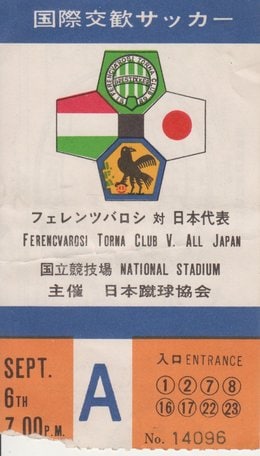 国際交歓サッカー
フェレンツバロシ 対 日本代表
FERENCVAROSI TORNA CLUB V. ALL JAPAN
国立競技場 NATIONAL STADIUM
主催 日本蹴球協会
SEPT.
6TH
7.00 P.M.
A
入口 ENTRANCE
① ② ⑦ ⑧
⑯ ⑰ ㉒ ㉓
No. 14096